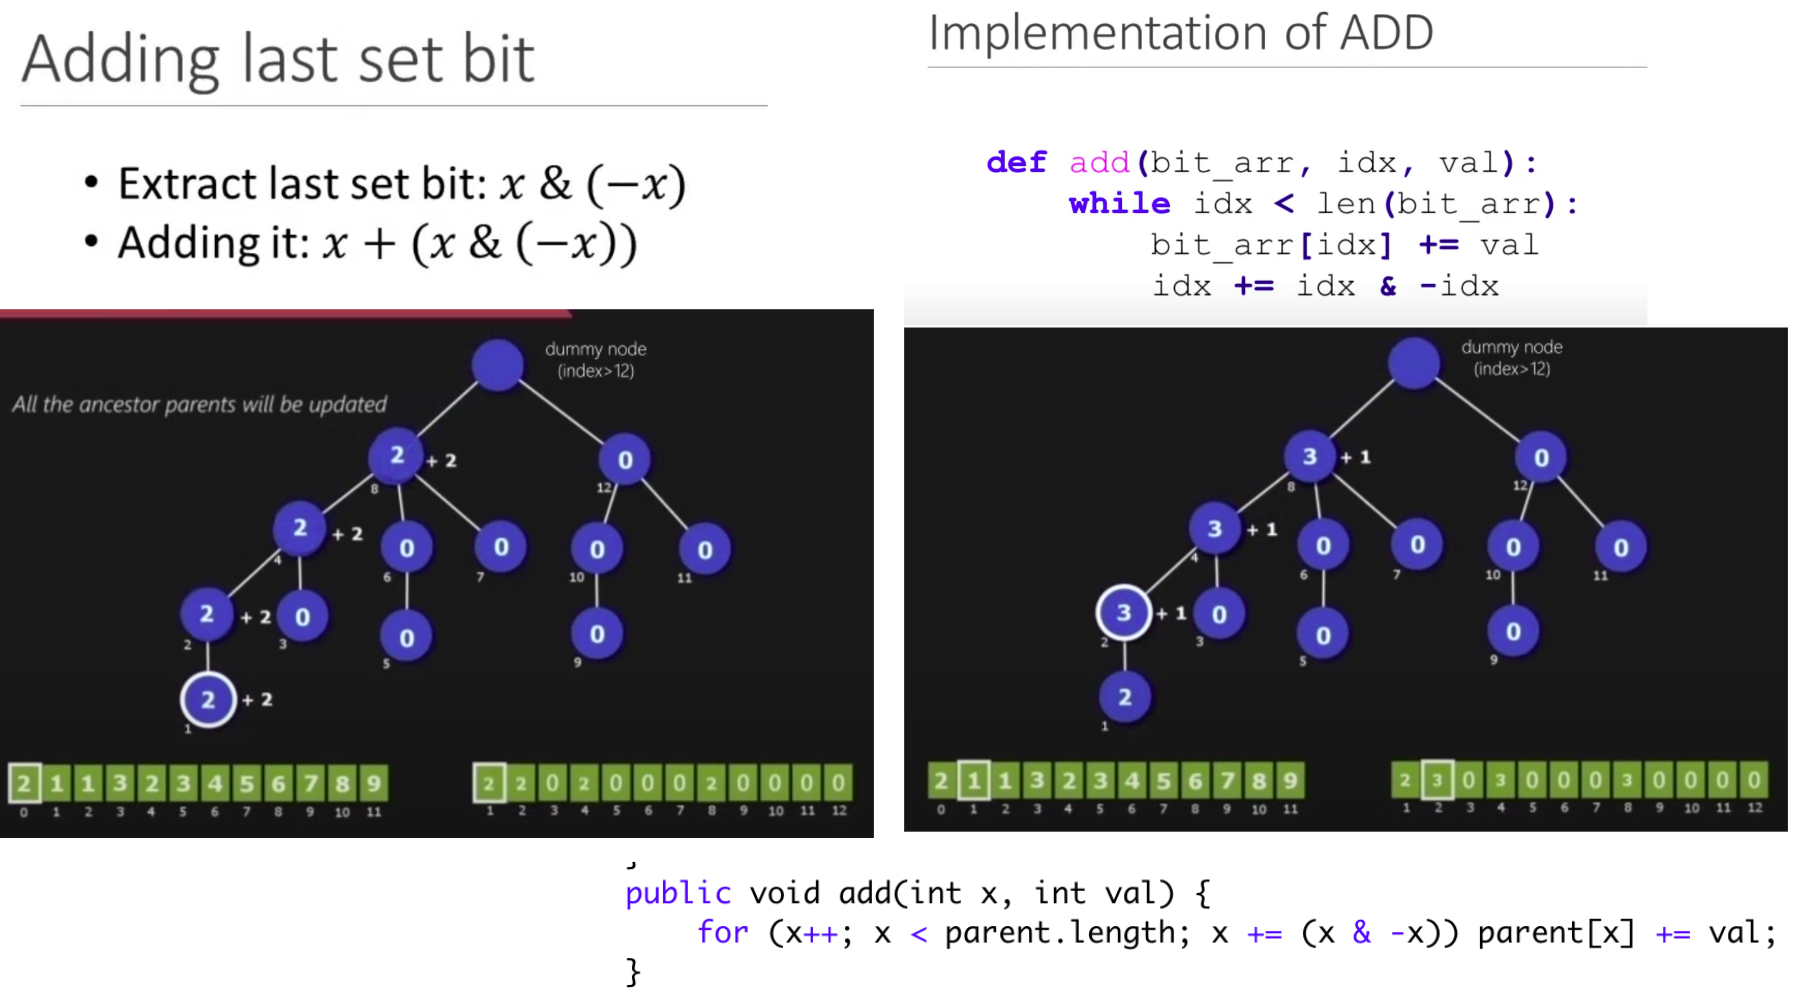 Adding last set bit
• Extract last set bit: x & (−x)
• Adding it: x + (x & (−x))
Implementation of ADD
def add(bit_arr, idx, val):
while idx < len(bit_arr):
bit_arr[idx] += val
idx += idx & -idx
dummy node
(index>12)
All the ancestor parents will be updated
2 + 2
8
0
12
2 + 2
4
0
6
0
7
0
10
0
11
2 + 2
2
0
3
0
5
0
9
2 + 2
1
2 1 1 3 2 3 4 5 6 7 8 9
0 1 2 3 4 5 6 7 8 9 10 11
2 2 0 2 0 0 0 2 0 0 0 0
1 2 3 4 5 6 7 8 9 10 11 12
dummy node
(index>12)
3 + 1
8
0
12
3 + 1
4
0
6
0
7
0
10
0
11
3 + 1
2
0
3
0
5
0
9
2
1
2 1 1 3 2 3 4 5 6 7 8 9
0 1 2 3 4 5 6 7 8 9 10 11
2 3 0 3 0 0 0 3 0 0 0 0
1 2 3 4 5 6 7 8 9 10 11 12
public void add(int x, int val) {
for (x++; x < parent.length; x += (x & -x)) parent[x] += val;
}